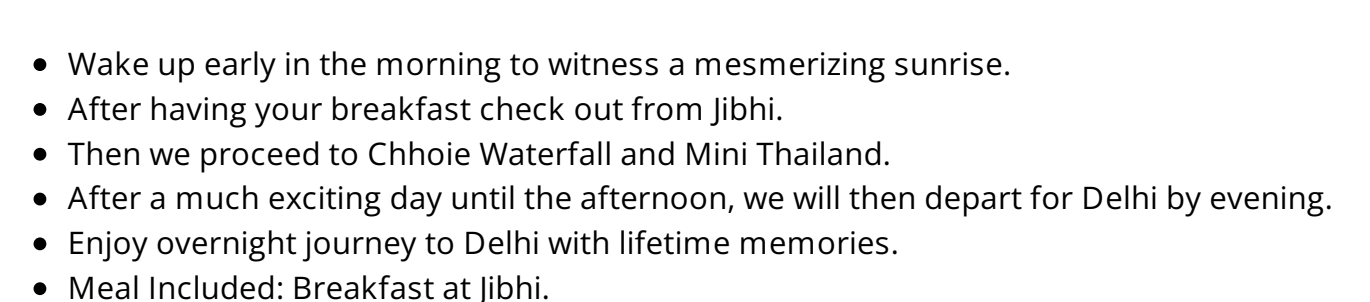 • Wake up early in the morning to witness a mesmerizing sunrise.
• After having your breakfast check out from Jibhi.
• Then we proceed to Chhoie Waterfall and Mini Thailand.
• After a much exciting day until the afternoon, we will then depart for Delhi by evening.
• Enjoy overnight journey to Delhi with lifetime memories.
• Meal Included: Breakfast at Jibhi.